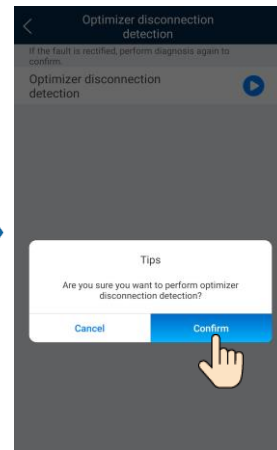 Optimizer disconnection
detection
If the fault is rectified, perform diagnosis again to
confirm.
Optimizer disconnection
detection
Tips
Are you sure you want to perform optimizer
disconnection detection?
Cancel
Confirm